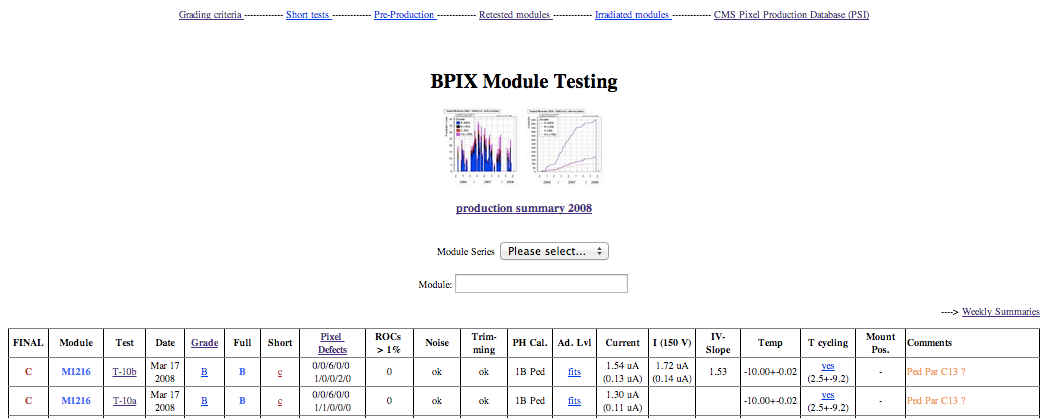 Grading criteria ------------ Short tests ------------ Pre-Production ------------ Retested modules ------------ Irradiated modules ------------ CMS Pixel Production Database (PSI)
BPIX Module Testing
production summary 2008
Module Series Please select...
Module:
----> Weekly Summaries
FINAL Module Test Date Grade Full Short Pixel Defects ROCs > 1% Noise Trim-ming PH Cal. Ad. Lvl Current I (150 V) IV-Slope Temp T cycling Mount Pos. Comments
C M1216 T-10b Mar 17 2008 B B c 0/0/6/0/0 1/0/0/2/0 0 ok ok 1B Ped fits 1.54 uA (0.13 uA) 1.72 uA (0.14 uA) 1.53 -10.00+-0.02 yes (2.5+-9.2) - Ped Par C13 ?
C M1216 T-10a Mar 17 2008 B B c 0/0/6/0/0 1/1/0/0/0 0 ok ok 1B Ped fits 1.30 uA (0.11 uA) -10.00+-0.02 yes (2.5+-9.2) - Ped Par C13 ?